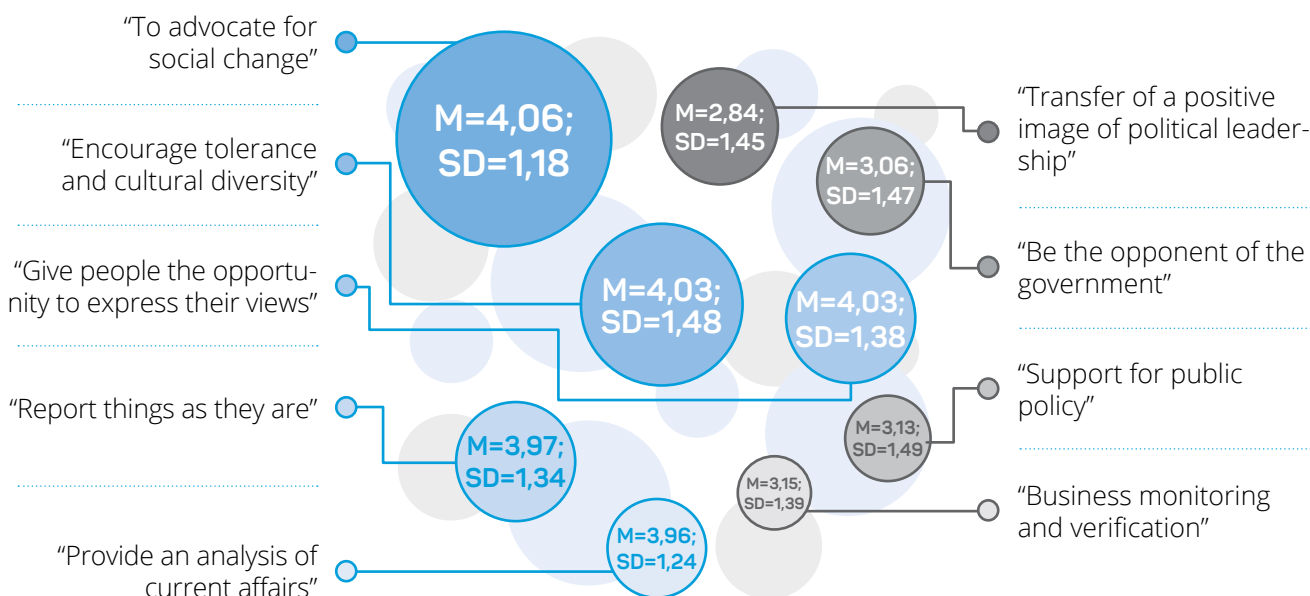 “To advocate for
social change”
“Encourage tolerance
and cultural diversity”
“Give people the opportu-
nity to express their views”
“Report things as they are”
“Provide an analysis of
current affairs”
M=4,06;
SD=1,18
M=4,03;
SD=1,48
M=4,03;
SD=1,38
M=3,97;
SD=1,34
M=3,96;
SD=1,24
M=2,84;
SD=1,45
M=3,06;
SD=1,47
M=3,13;
SD=1,49
M=3,15;
SD=1,39
“Transfer of a positive
image of political leader-
ship”
“Be the opponent of the
government”
“Support for public
policy”
“Business monitoring
and verification”